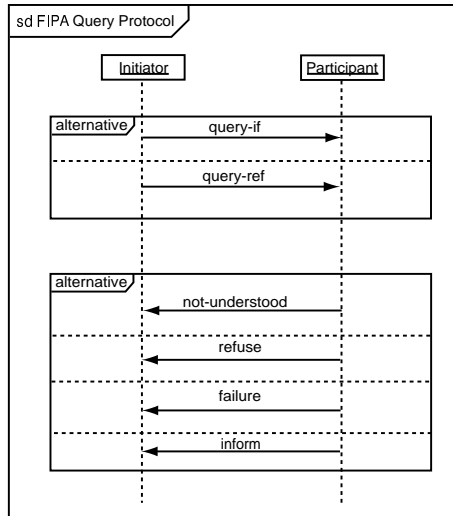 sd FIPA Query Protocol
Initiator
Participant
alternative
query-if
query-ref
alternative
not-understood
refuse
failure
inform